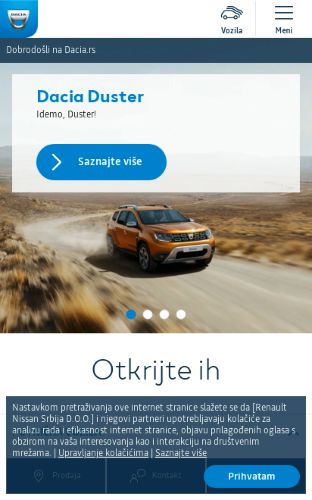 DACIA
Vozila
Meni
Dobrodošli na Dacia.rs
Dacia Duster
Idemo, Duster!
Saznajte više
Otkrijte ih
Nastavkom pretraživanja ove internet stranice slažete se da [Renault
Nissan Srbija D.O.O.] i njegovi partneri upotrebljavaju kolačiće za
analizu rada i efikasnost internet stranice, objavu prilagođenih oglasa s
obzirom na vaša interesovanja kao i interakciju na društvenim
mrežama. | Upravljanje kolačićima | Saznajte više
Prodaja
Kontakt
Prihvatam